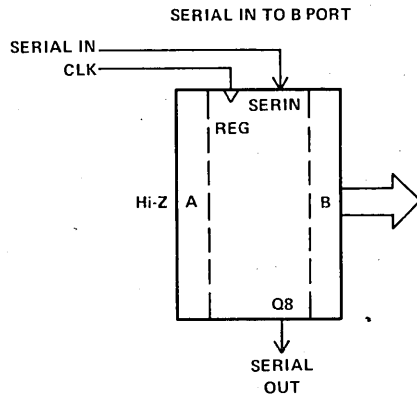 SERIAL IN TO B PORT
SERIAL IN
CLK
SERIN
REG
Hi-Z A B
Q8
SERIAL
OUT